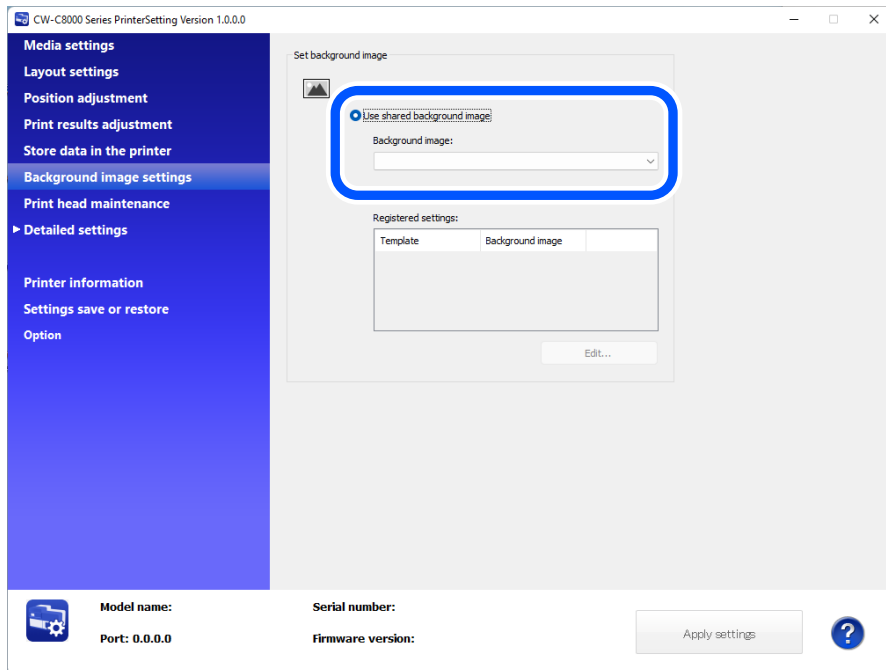 CW-C8000 Series PrinterSetting Version 1.0.0.0
Media settings
Layout settings
Position adjustment
Print results adjustment
Store data in the printer
Background image settings
Print head maintenance
Detailed settings
Printer information
Settings save or restore
Option
Set background image
Use shared background image
Background image:
Registered settings:
Template Background image
Edit...
Model name:
Port: 0.0.0.0
Serial number:
Firmware version:
Apply settings
?